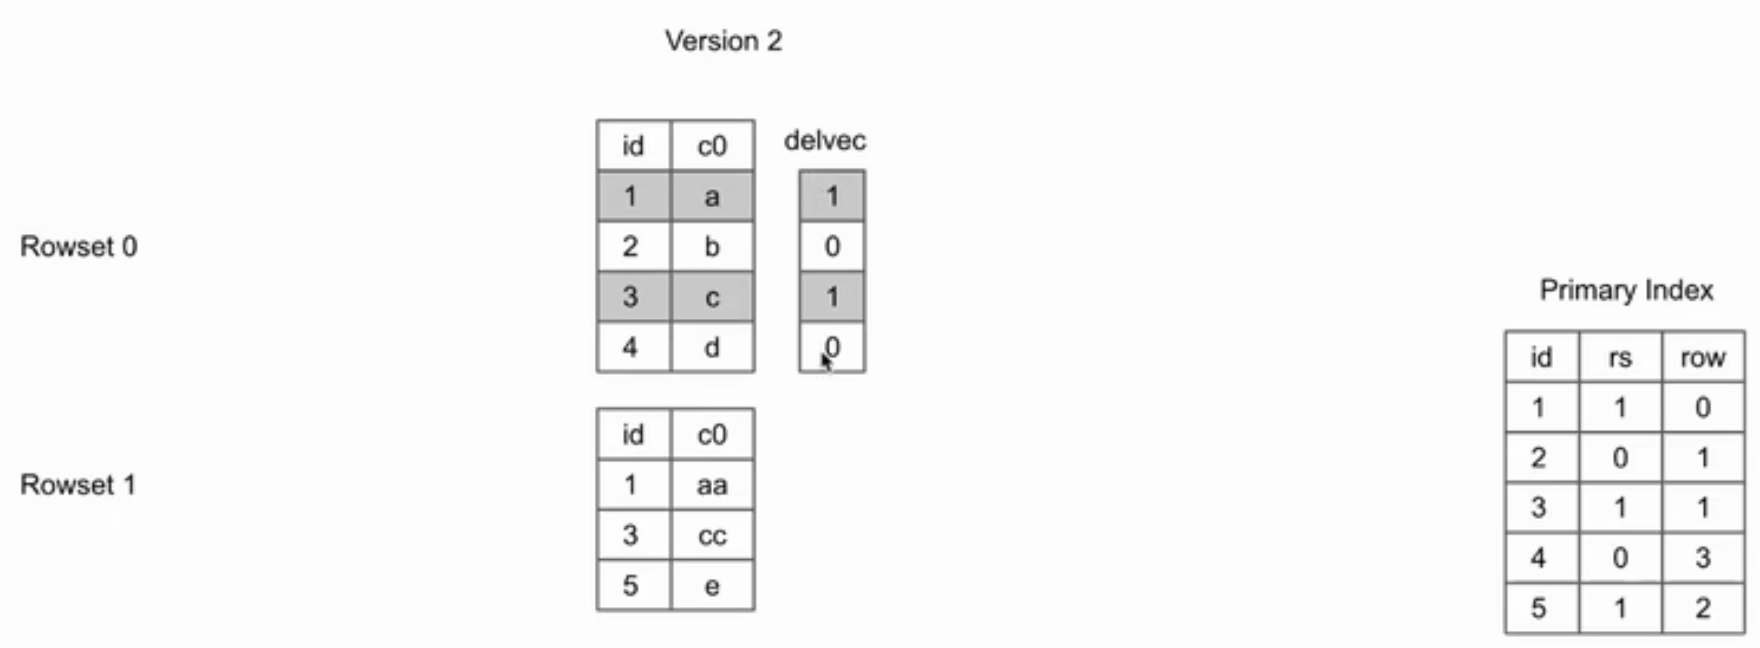 Version 2
Rowset 0
id c0
1 a
2 b
3 c
4 d
delvec
1
0
1
0
Rowset 1
id c0
1 aa
3 cc
5 e
Primary Index
id rs row
1 1 0
2 0 1
3 1 1
4 0 3
5 1 2